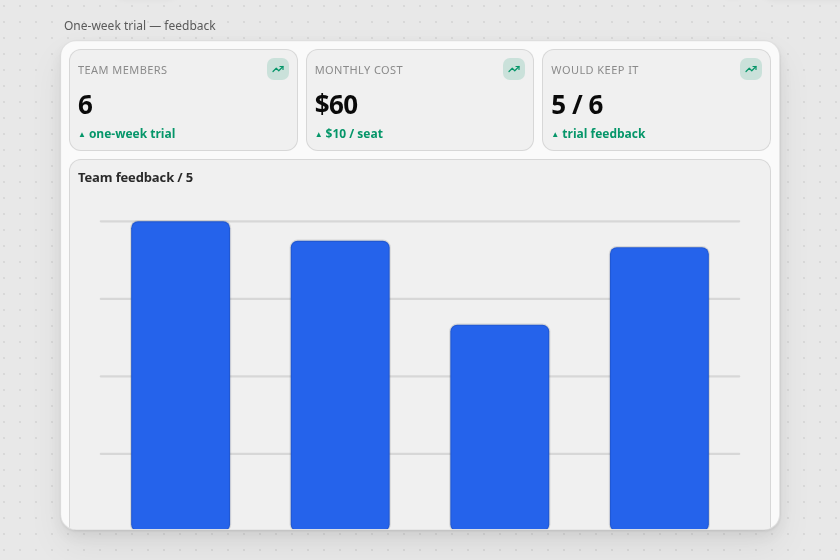 One-week trial — feedback
TEAM MEMBERS
6
▲ one-week trial
MONTHLY COST
$60
▲ $10 / seat
WOULD KEEP IT
5 / 6
▲ trial feedback
Team feedback / 5